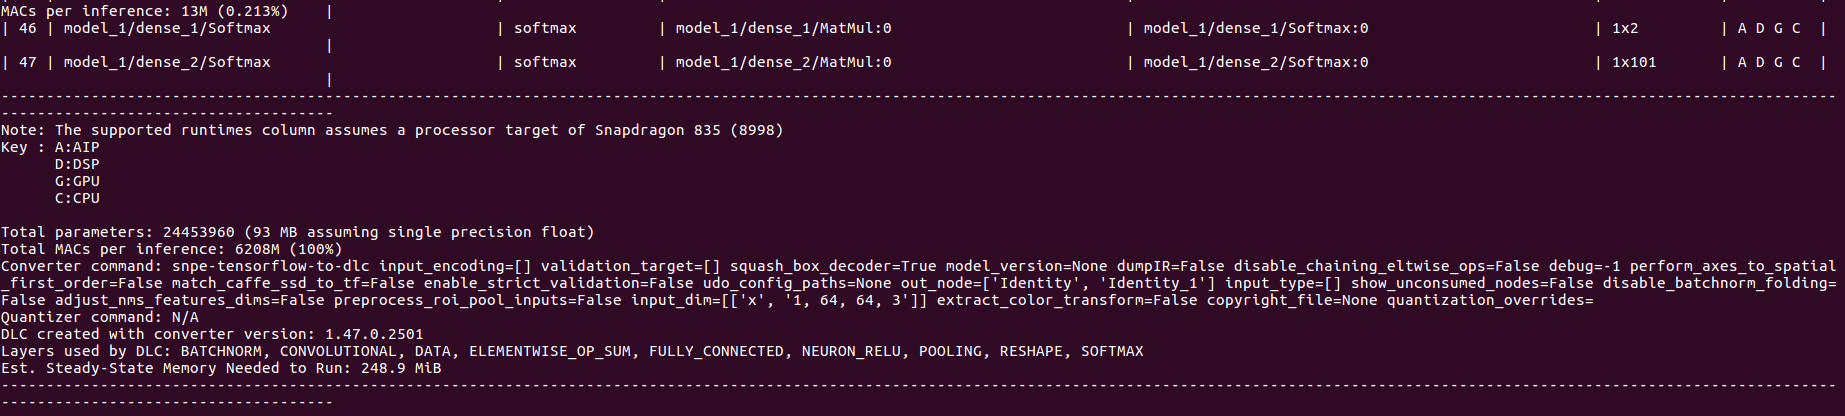 MACs per inference: 13M (0.213%)    |
| 46 | model_1/dense_1/Softmax | softmax | model_1/dense_1/MatMul:0 | model_1/dense_1/Softmax:0 | 1x2 | A D G C |
|
| 47 | model_1/dense_2/Softmax | softmax | model_1/dense_2/MatMul:0 | model_1/dense_2/Softmax:0 | 1x101 | A D G C |
|
Note: The supported runtimes column assumes a processor target of Snapdragon 835 (8998)
Key : A:AIP
D:DSP
G:GPU
C:CPU
Total parameters: 24453960 (93 MB assuming single precision float)
Total MACs per inference: 6208M (100%)
Converter command: snpe-tensorflow-to-dlc input_encoding=[] validation_target=[] squash_box_decoder=True model_version=None dumpIR=False disable_chaining_eltwise_ops=False debug=-1 perform_axes_to_spatial
_first_order=False match_caffe_ssd_to_tf=False enable_strict_validation=False udo_config_paths=None out_node=['Identity', 'Identity_1'] input_type=[] show_unconsumed_nodes=False disable_batchnorm_folding=
False adjust_nms_features_dims=False preprocess_roi_pool_inputs=False input_dim=[['x', '1, 64, 64, 3']] extract_color_transform=False copyright_file=None quantization_overrides=
Quantizer command: N/A
DLC created with converter version: 1.47.0.2501
Layers used by DLC: BATCHNORM, CONVOLUTIONAL, DATA, ELEMENTWISE_OP_SUM, FULLY_CONNECTED, NEURON_RELU, POOLING, RESHAPE, SOFTMAX
Est. Steady-State Memory Needed to Run: 248.9 MiB